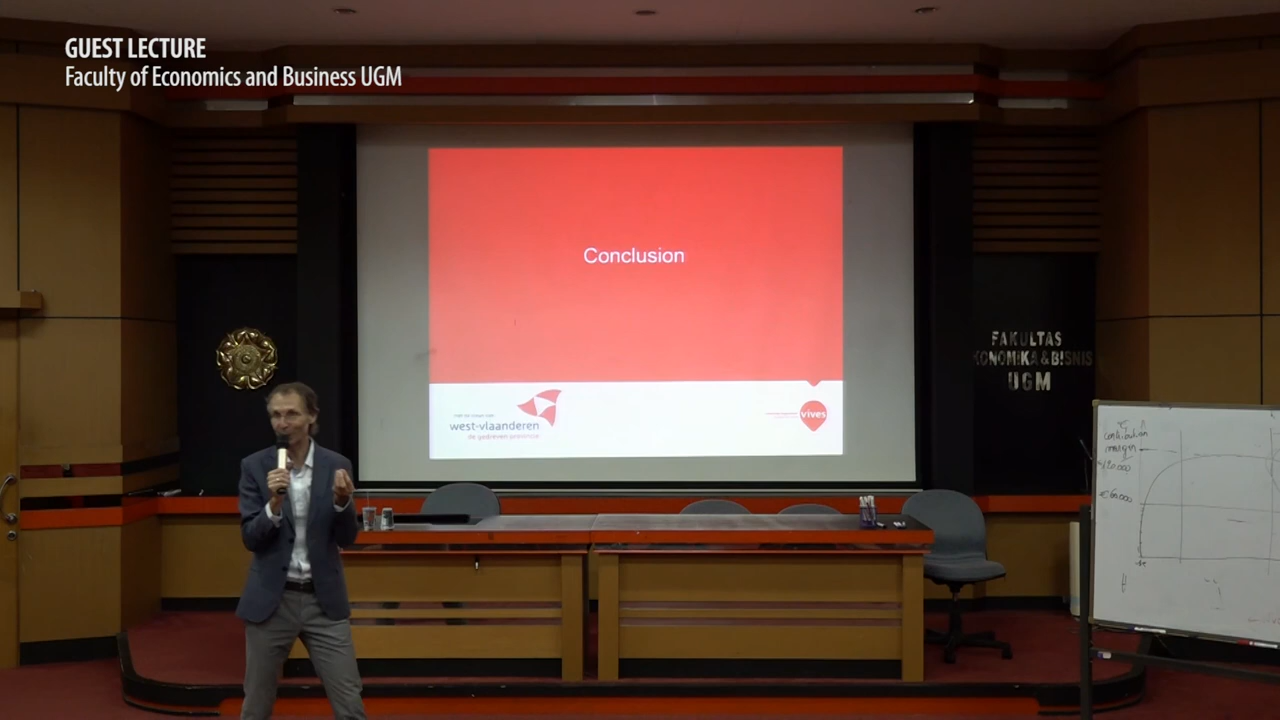 GUEST LECTURE
Faculty of Economics and Business UGM
Conclusion
west-vlaanderen
de gedreven provincie
vives
FAKULTAS
KONOMIKA & BISNIS
UGM
contribution
margin